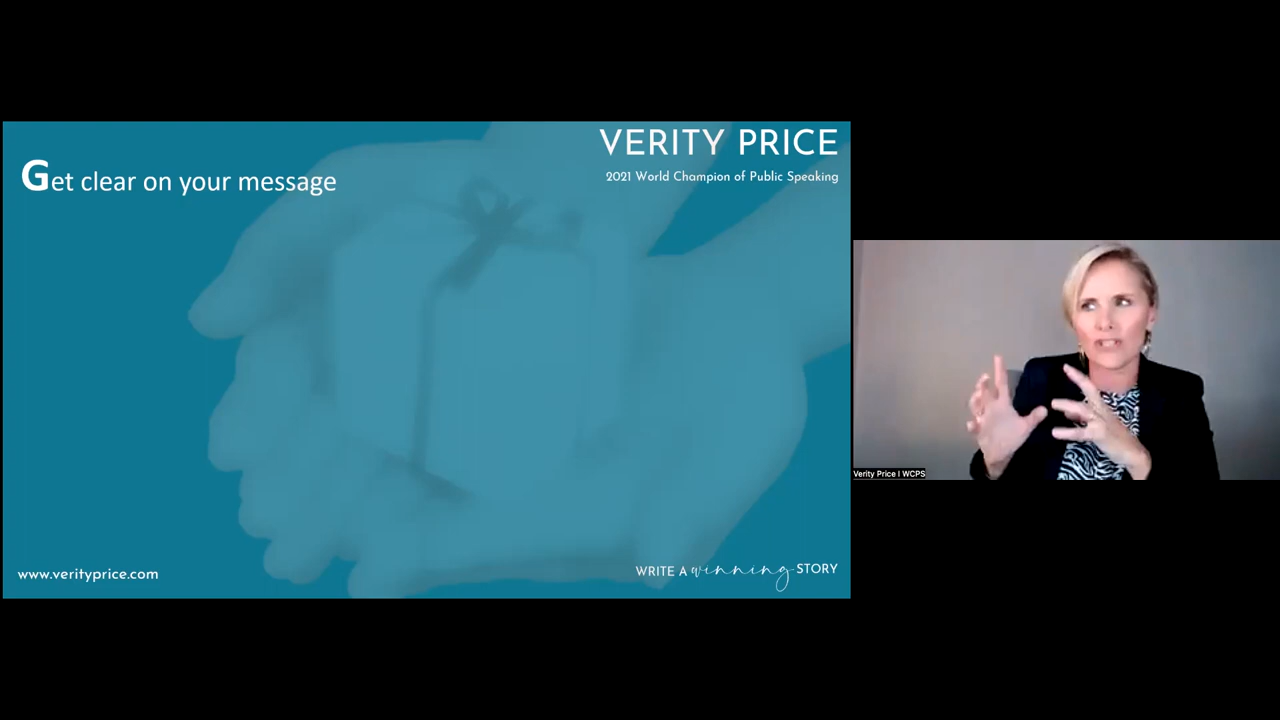 VERITY PRICE
2021 World Champion of Public Speaking
Get clear on your message
www.verityprice.com
WRITE A winning STORY
Verity Price I WCPS